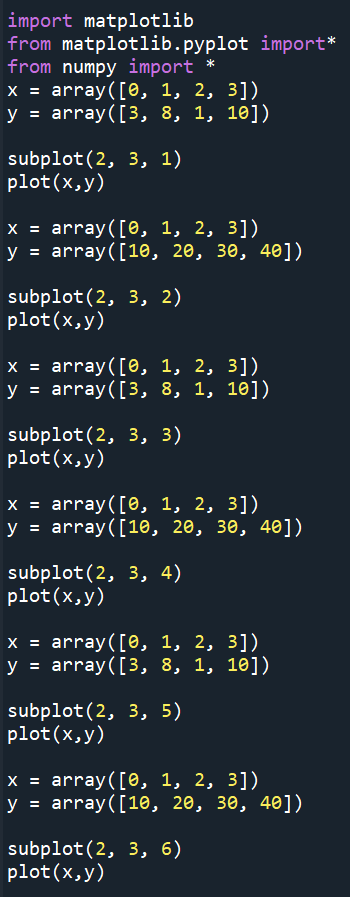 import matplotlib
from matplotlib.pyplot import*
from numpy import *
x = array([0, 1, 2, 3])
y = array([3, 8, 1, 10])
subplot(2, 3, 1)
plot(x,y)
x = array([0, 1, 2, 3])
y = array([10, 20, 30, 40])
subplot(2, 3, 2)
plot(x,y)
x = array([0, 1, 2, 3])
y = array([3, 8, 1, 10])
subplot(2, 3, 3)
plot(x,y)
x = array([0, 1, 2, 3])
y = array([10, 20, 30, 40])
subplot(2, 3, 4)
plot(x,y)
x = array([0, 1, 2, 3])
y = array([3, 8, 1, 10])
subplot(2, 3, 5)
plot(x,y)
x = array([0, 1, 2, 3])
y = array([10, 20, 30, 40])
subplot(2, 3, 6)
plot(x,y)